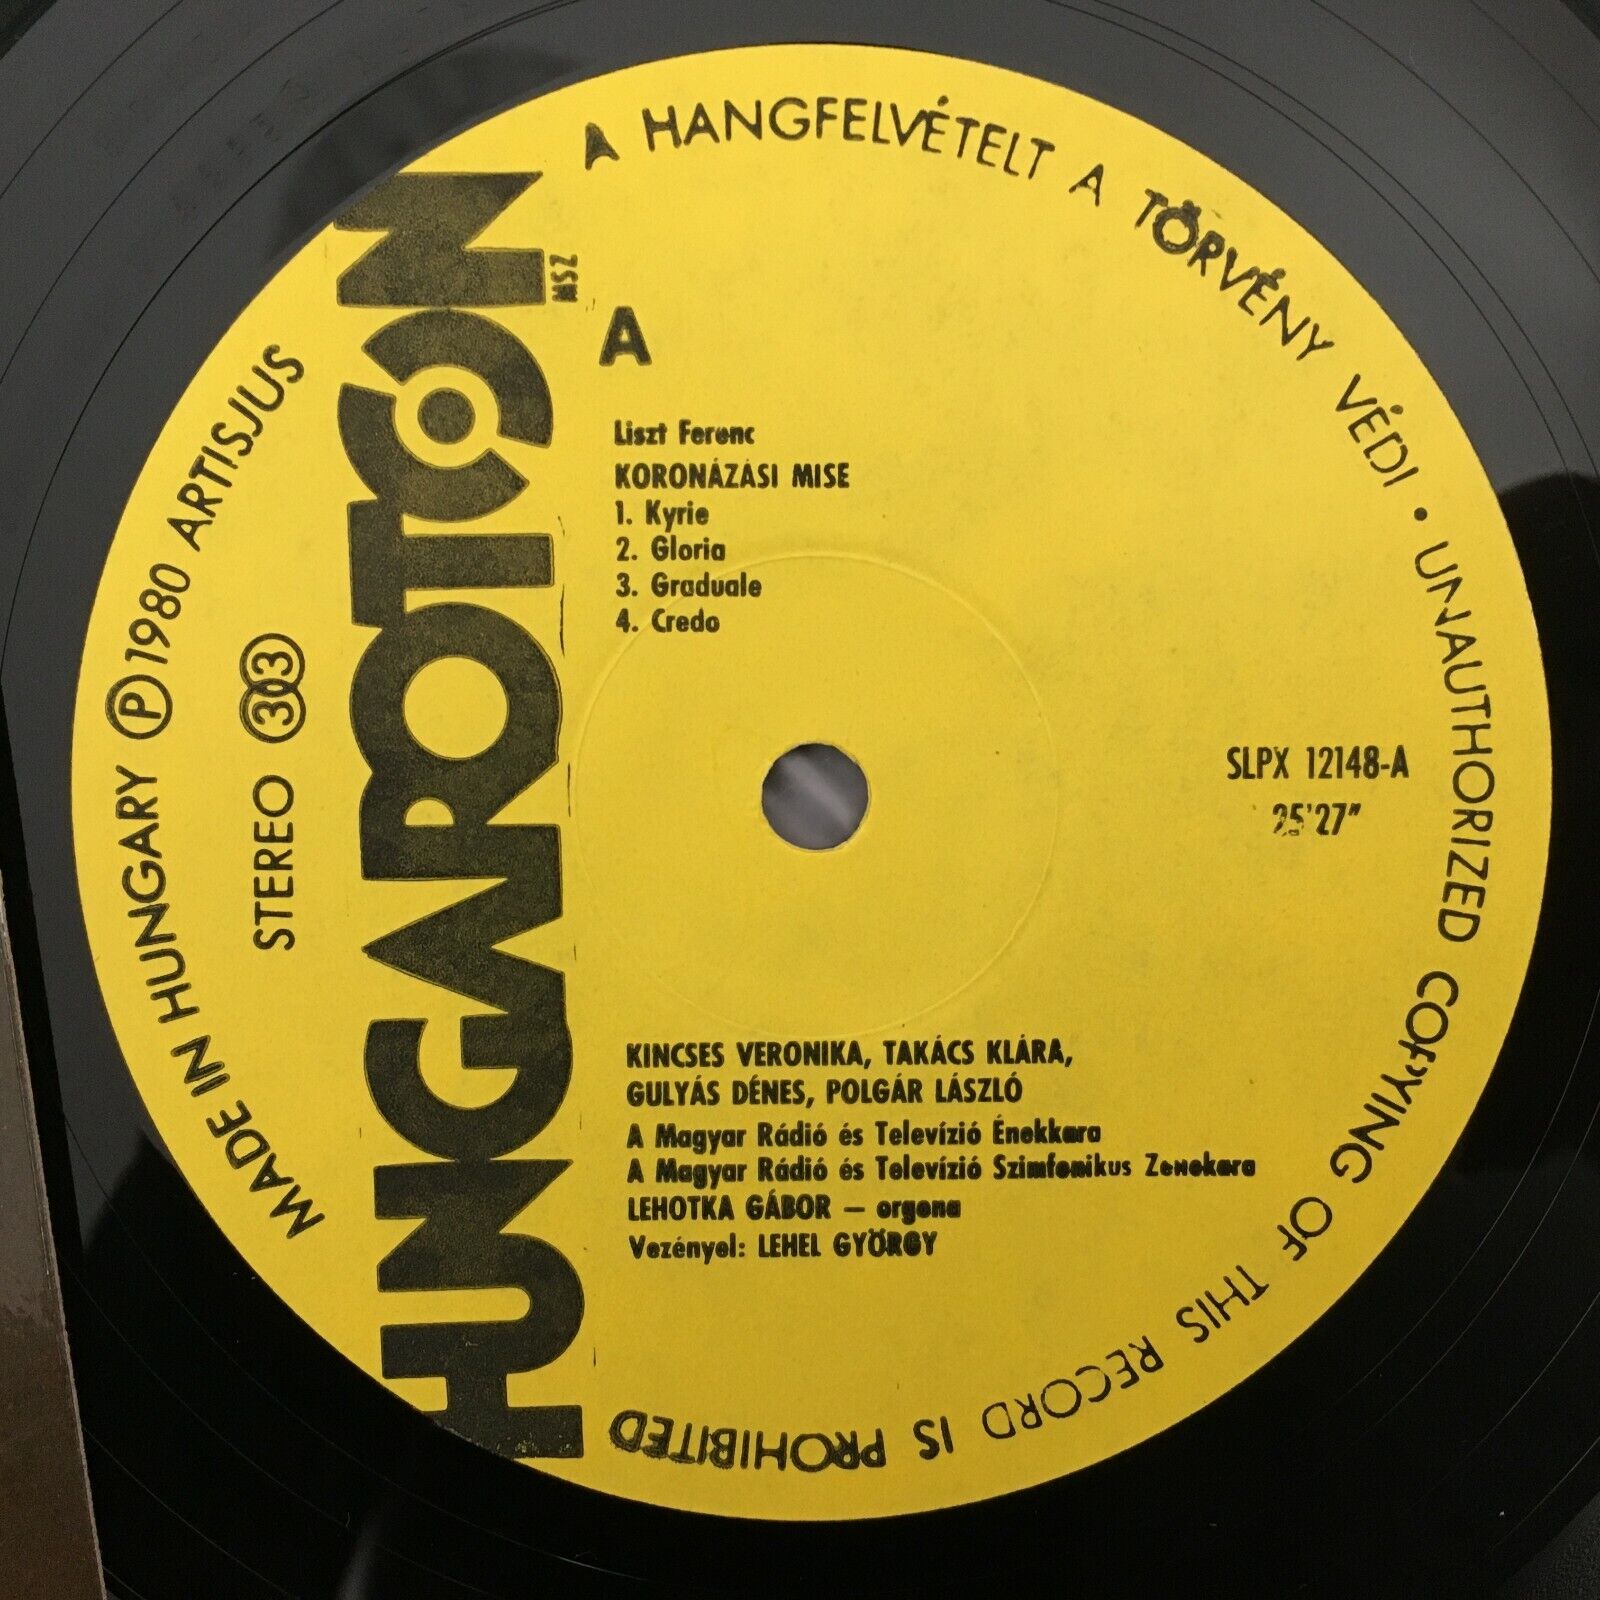 A HANGFELVÉTELT A TÖRVÉNY VÉDI • UNAUTHORIZED COPYING OF THIS RECORD IS PROHIBITED
MADE IN HUNGARY Ⓟ 1980 ARTISJUS
STEREO 33
HUNGAROTON
MSZ
A
Liszt Ferenc
KORONÁZÁSI MISE
1. Kyrie
2. Gloria
3. Graduale
4. Credo
SLPX 12148-A
25'27"
KINCSES VERONIKA, TAKÁCS KLÁRA,
GULYÁS DÉNES, POLGÁR LÁSZLÓ
A Magyar Rádió és Televízió Énekkara
A Magyar Rádió és Televízió Szimfonikus Zenekara
LEHOTKA GÁBOR — orgona
Vezényel: LEHEL GYÖRGY